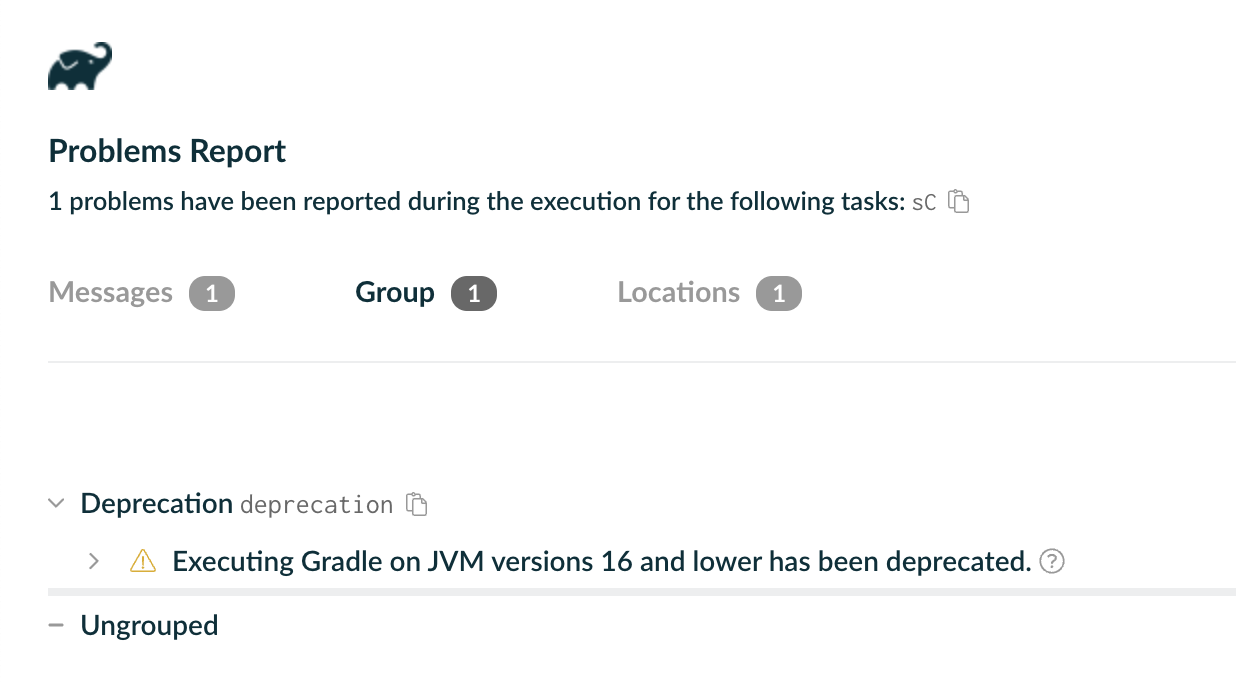 Problems Report
1 problems have been reported during the execution for the following tasks: sC
Messages 1 Group 1 Locations 1
Deprecation deprecation
Executing Gradle on JVM versions 16 and lower has been deprecated. ?
Ungrouped